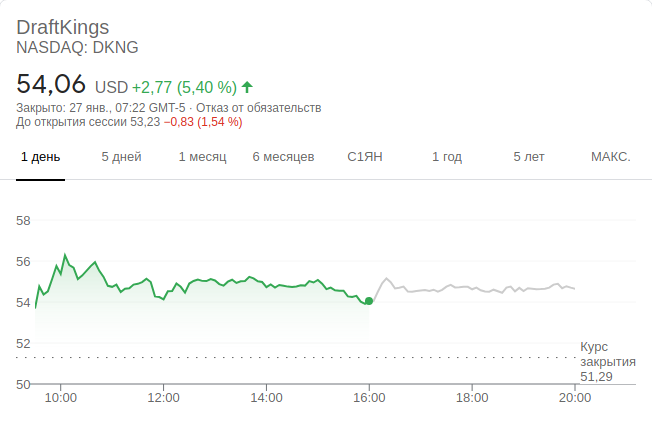 DraftKings
NASDAQ: DKNG
54,06 USD +2,77 (5,40 %)
Закрыто: 27 янв., 07:22 GMT-5 · Отказ от обязательств
До открытия сессии 53,23 −0,83 (1,54 %)
1 день 5 дней 1 месяц 6 месяцев С1ЯН 1 год 5 лет МАКС.
58
56
54
52
Курс
закрытия
51,29
50
10:00 12:00 14:00 16:00 18:00 20:00